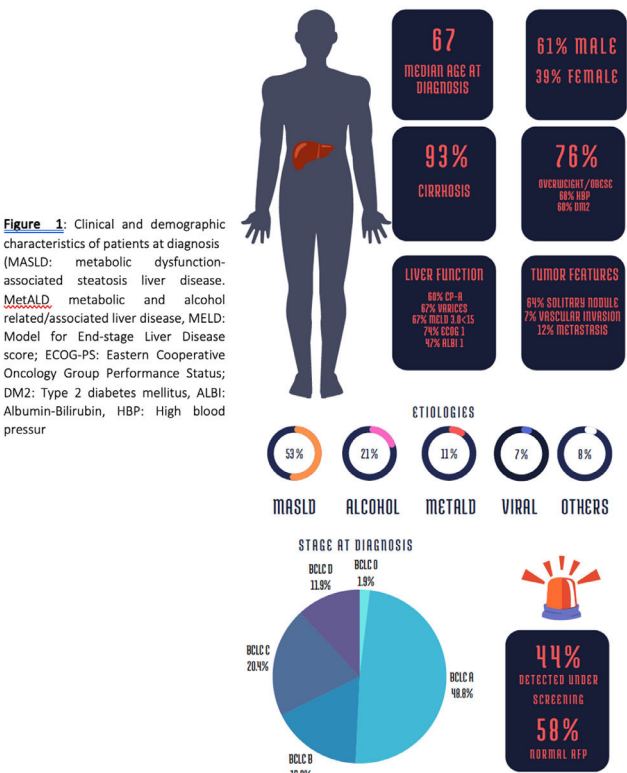 Figure 1: Clinical and demographic
characteristics of patients at diagnosis
(MASLD: metabolic dysfunction-
associated steatosis liver disease.
MetALD metabolic and alcohol
related/associated liver disease, MELD:
Model for End-stage Liver Disease
score; ECOG-PS: Eastern Cooperative
Oncology Group Performance Status;
DM2: Type 2 diabetes mellitus, ALBI:
Albumin-Bilirubin, HBP: High blood
pressur
67
MEDIAN AGE AT
DIAGNOSIS
61% MALE
39% FEMALE
93%
CIRRHOSIS
76%
OVERWEIGHT/OBESE
68% HBP
60% DM2
LIVER FUNCTION
60% CP-A
67% VARICES
67% MELD 3.0<15
74% ECOG 1
47% ALBI 1
TUMOR FEATURES
64% SOLITARY NODULE
7% VASCULAR INVASION
12% METASTASIS
ETIOLOGIES
53%
21%
11%
7%
8%
MASLD
ALCOHOL
METALD
VIRAL
OTHERS
STAGE AT DIAGNOSIS
BCLC D
11.9%
BCLC 0
1.9%
BCLC C
20.4%
BCLC A
48.8%
BCLC B
44%
DETECTED UNDER
SCREENING
58%
NORMAL AFP